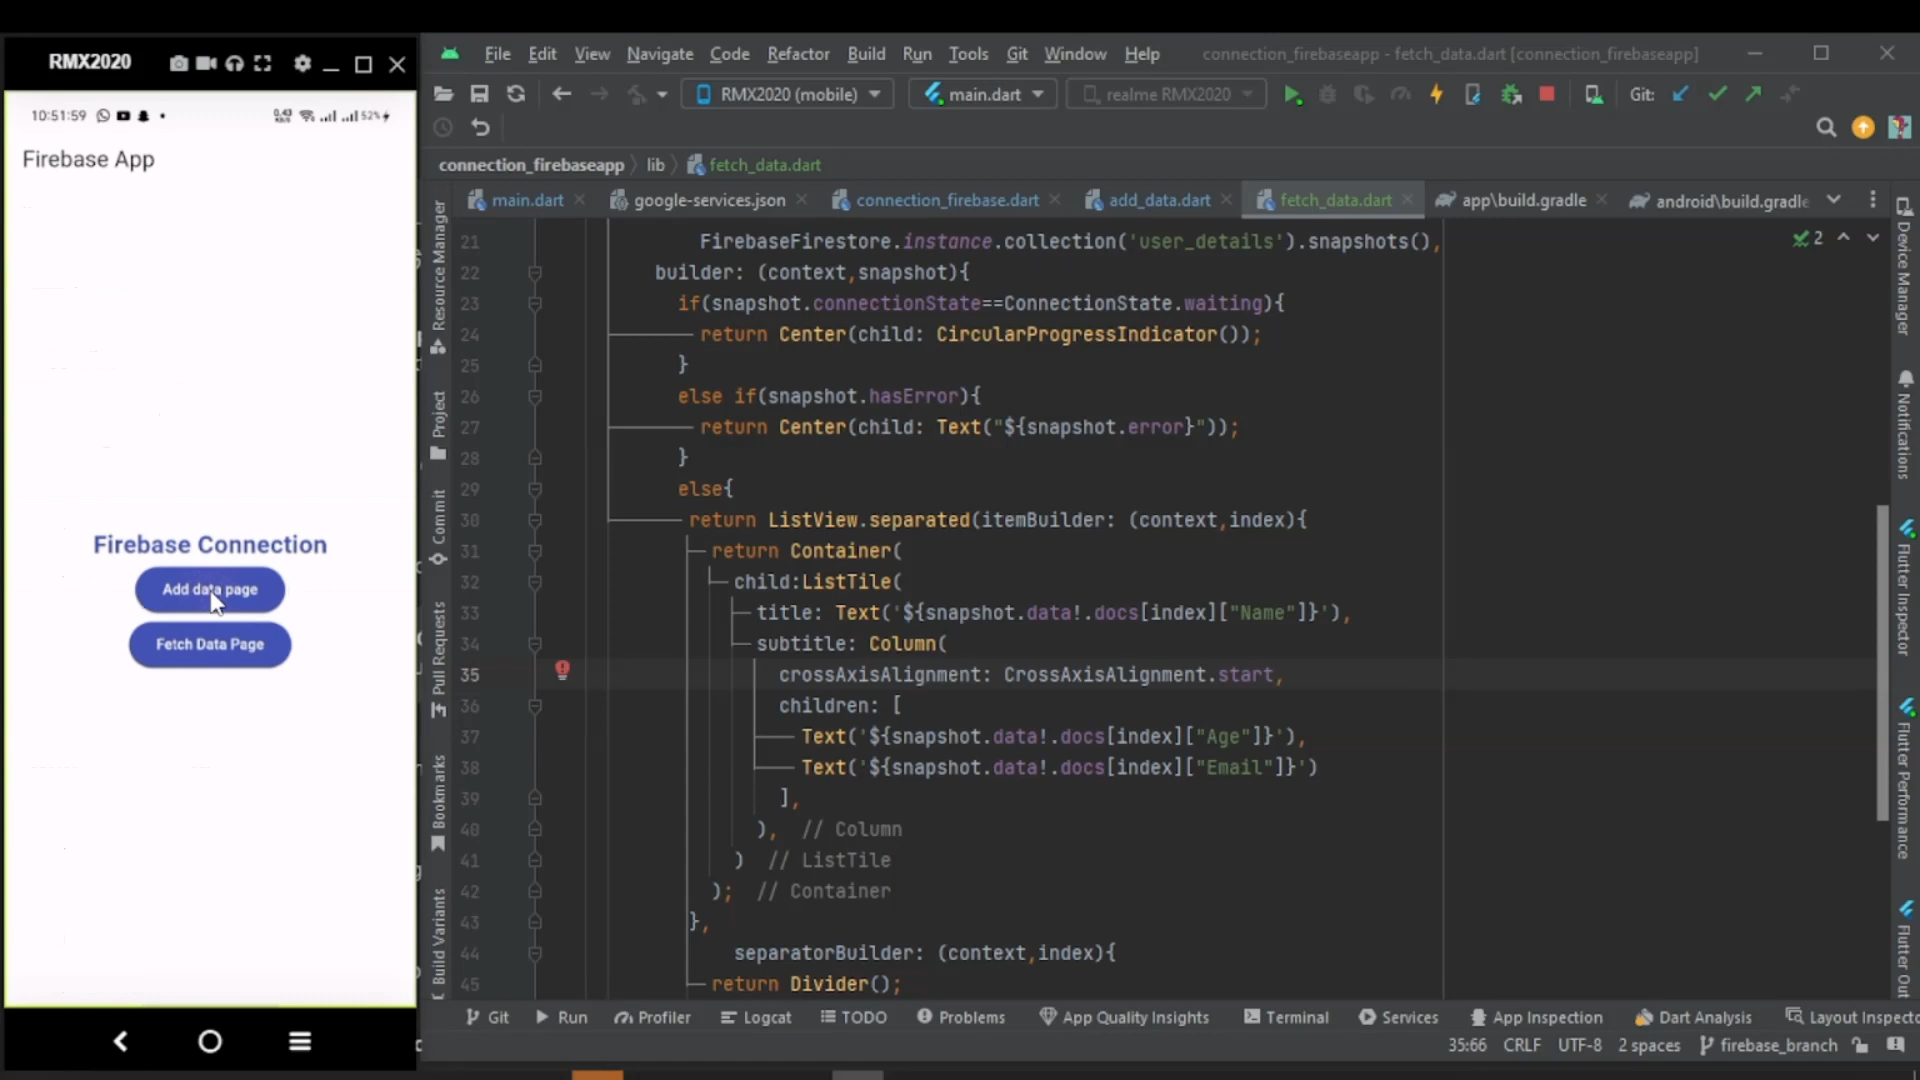 RMX2020
10:51:59
0.43
KB/S
52%
Firebase App
Firebase Connection
Add data page
Fetch Data Page
File Edit View Navigate Code Refactor Build Run Tools Git Window Help
connection_firebaseapp - fetch_data.dart [connection_firebaseapp]
RMX2020 (mobile) main.dart realme RMX2020 Git:
connection_firebaseapp lib fetch_data.dart
main.dart google-services.json connection_firebase.dart add_data.dart fetch_data.dart app\build.gradle android\build.gradle
2
21 FirebaseFirestore.instance.collection('user_details').snapshots(),
22 builder: (context,snapshot){
23 if(snapshot.connectionState==ConnectionState.waiting){
24 return Center(child: CircularProgressIndicator());
25 }
26 else if(snapshot.hasError){
27 return Center(child: Text("${snapshot.error}"));
28 }
29 else{
30 return ListView.separated(itemBuilder: (context,index){
31 return Container(
32 child:ListTile(
33 title: Text('${snapshot.data!.docs[index]["Name"]}'),
34 subtitle: Column(
35 crossAxisAlignment: CrossAxisAlignment.start,
36 children: [
37 Text('${snapshot.data!.docs[index]["Age"]}'),
38 Text('${snapshot.data!.docs[index]["Email"]}')
39 ],
40 ), // Column
41 ) // ListTile
42 ); // Container
43 },
44 separatorBuilder: (context,index){
45 return Divider();
Resource Manager
Project
Commit
Pull Requests
Bookmarks
Build Variants
Device Manager
Notifications
Flutter Inspector
Flutter Performance
Flutter Out
Git Run Profiler Logcat TODO Problems App Quality Insights Terminal Services App Inspection Dart Analysis Layout Inspecto
35:66 CRLF UTF-8 2 spaces firebase_branch